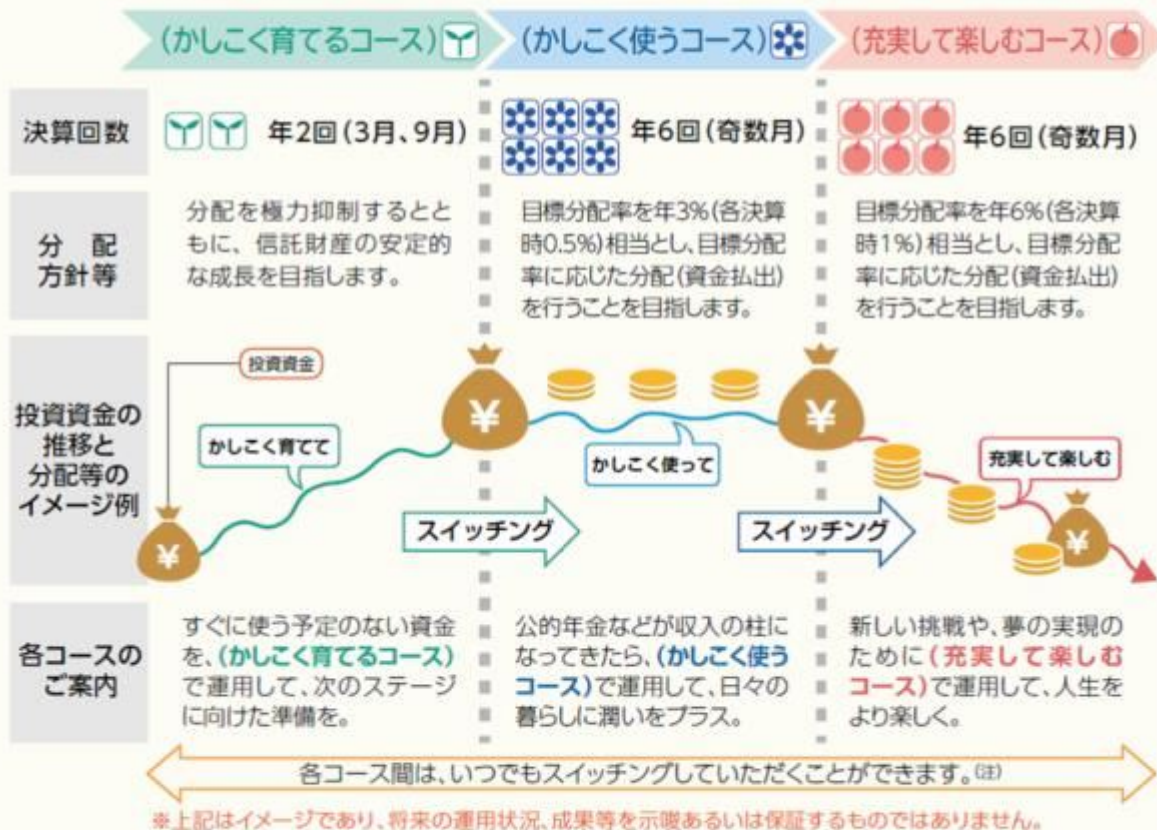 (かしこく育てるコース)
(かしこく使うコース)
(充実して楽しむコース)
決算回数
年2回(3月、9月)
年6回(奇数月)
年6回(奇数月)
分　配
方針等
分配を極力抑制するとと
もに、信託財産の安定的
な成長を目指します。
目標分配率を年3%(各決算
時0.5%)相当とし、目標分配
率に応じた分配(資金払出)
を行うことを目指します。
目標分配率を年6%(各決算
時1%)相当とし、目標分配
率に応じた分配(資金払出)
を行うことを目指します。
投資資金の
推移と
分配等の
イメージ例
投資資金
¥
かしこく育てて
スイッチング
¥
かしこく使って
スイッチング
¥
充実して楽しむ
¥
各コースの
ご案内
すぐに使う予定のない資金
を、(かしこく育てるコース)
で運用して、次のステージ
に向けた準備を。
公的年金などが収入の柱に
なってきたら、(かしこく使う
コース)で運用して、日々の
暮らしに潤いをプラス。
新しい挑戦や、夢の実現の
ために(充実して楽しむ
コース)で運用して、人生を
より楽しく。
各コース間は、いつでもスイッチングしていただくことができます。(注)
※上記はイメージであり、将来の運用状況、成果等を示唆あるいは保証するものではありません。